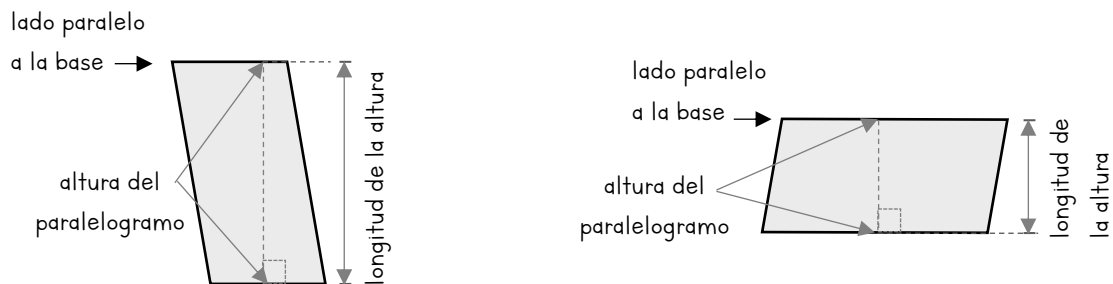 lado paralelo
a la base
altura del
paralelogramo
longitud de la altura
lado paralelo
a la base
altura del
paralelogramo
longitud de
la altura